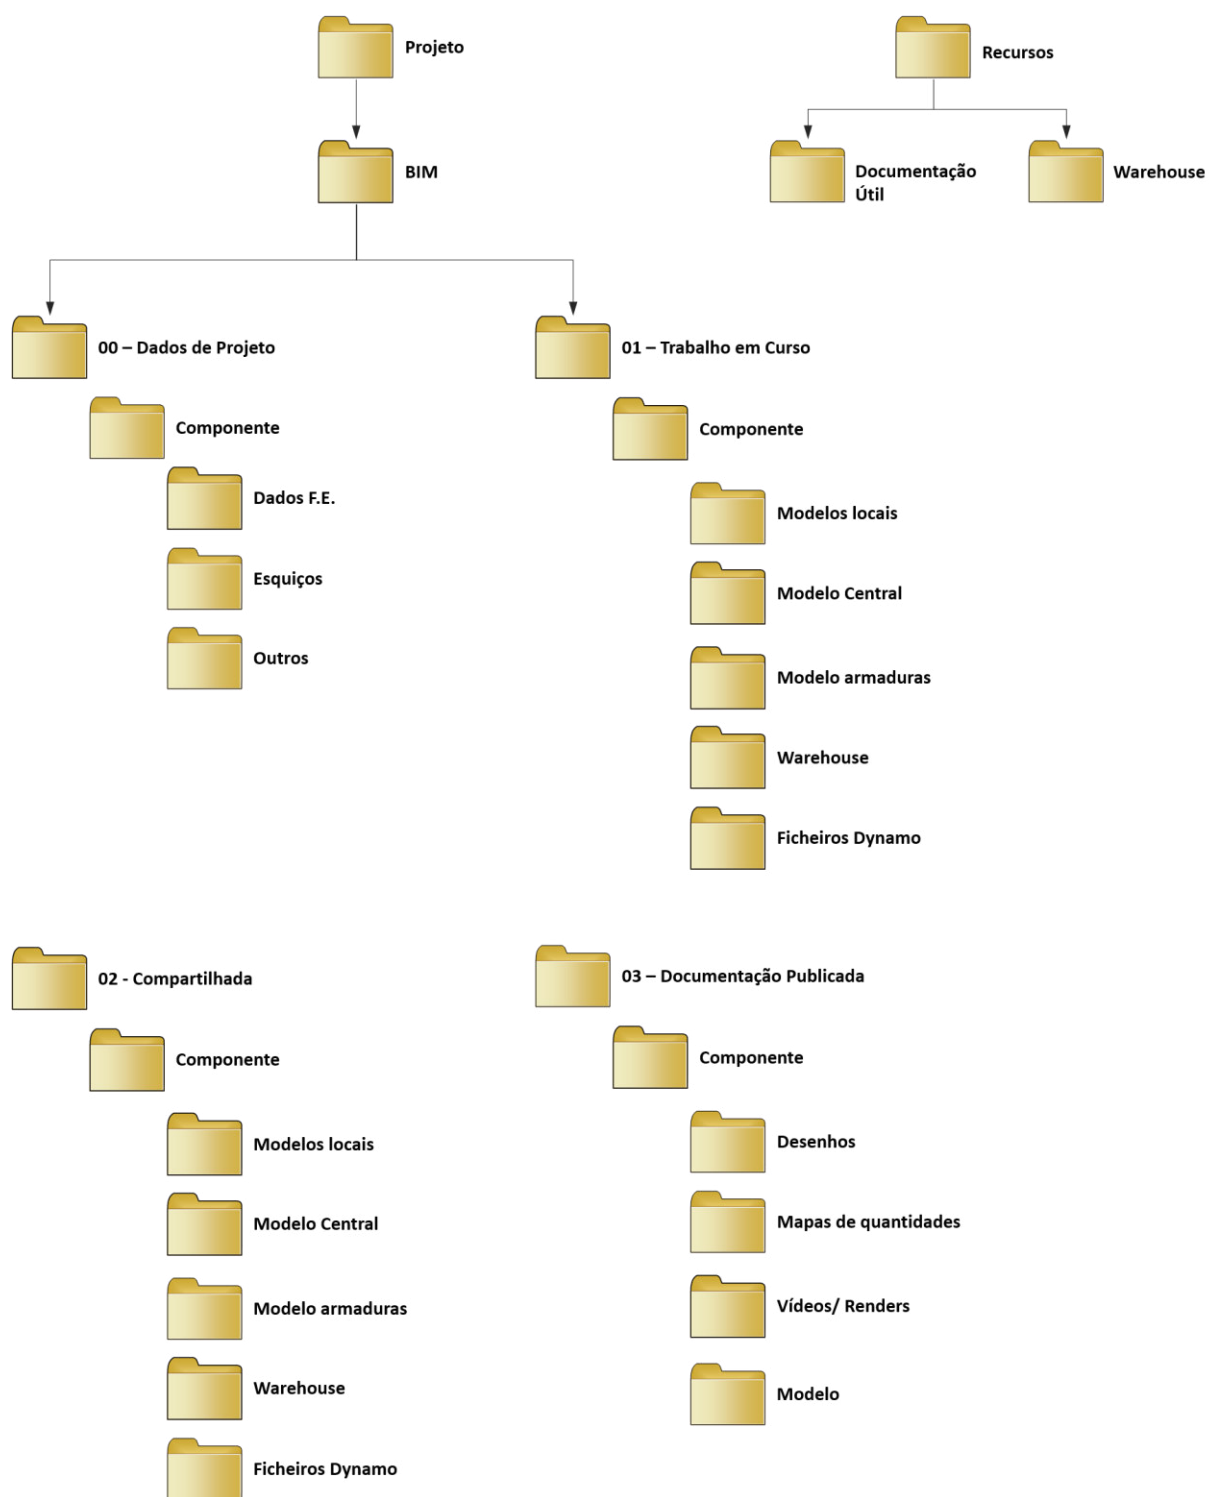 Projeto
Recursos
BIM
Documentação
Útil
Warehouse
00 – Dados de Projeto
Componente
Dados F.E.
Esquiços
Outros
01 – Trabalho em Curso
Componente
Modelos locais
Modelo Central
Modelo armaduras
Warehouse
Ficheiros Dynamo
02 - Compartilhada
Componente
Modelos locais
Modelo Central
Modelo armaduras
Warehouse
Ficheiros Dynamo
03 – Documentação Publicada
Componente
Desenhos
Mapas de quantidades
Vídeos/ Renders
Modelo